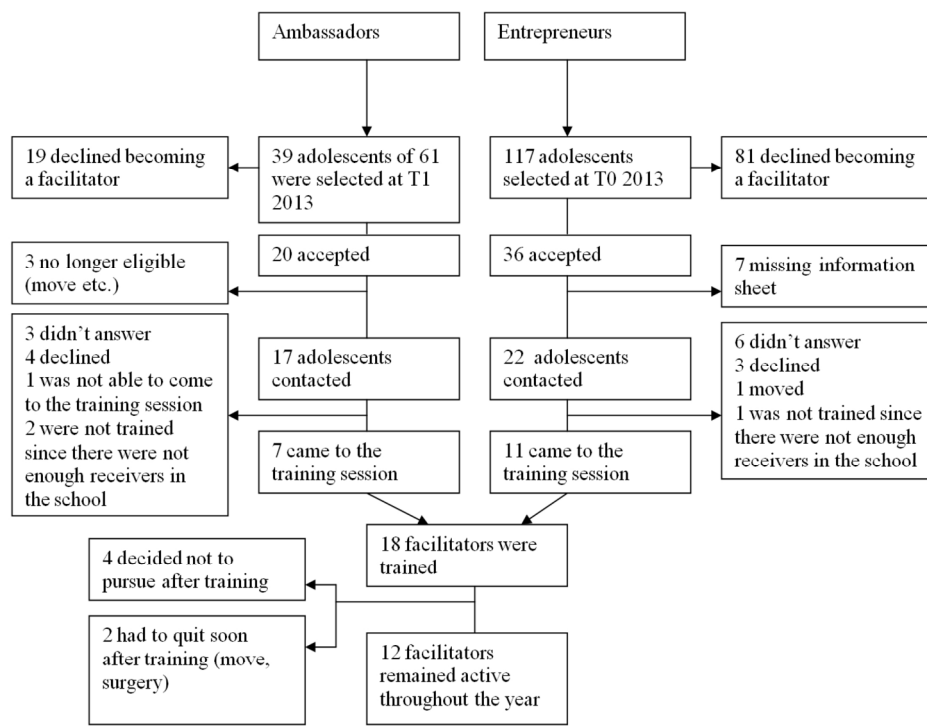 Ambassadors
Entrepreneurs
19 declined becoming
a facilitator
39 adolescents of 61
were selected at T1
2013
117 adolescents
selected at T0 2013
81 declined becoming
a facilitator
20 accepted
36 accepted
3 no longer eligible
(move etc.)
7 missing information
sheet
3 didn’t answer
4 declined
1 was not able to come
to the training session
2 were not trained
since there were not
enough receivers in
the school
17 adolescents
contacted
22 adolescents
contacted
6 didn’t answer
3 declined
1 moved
1 was not trained since
there were not enough
receivers in the school
7 came to the
training session
11 came to the
training session
18 facilitators were
trained
4 decided not to
pursue after training
2 had to quit soon
after training (move,
surgery)
12 facilitators
remained active
throughout the year